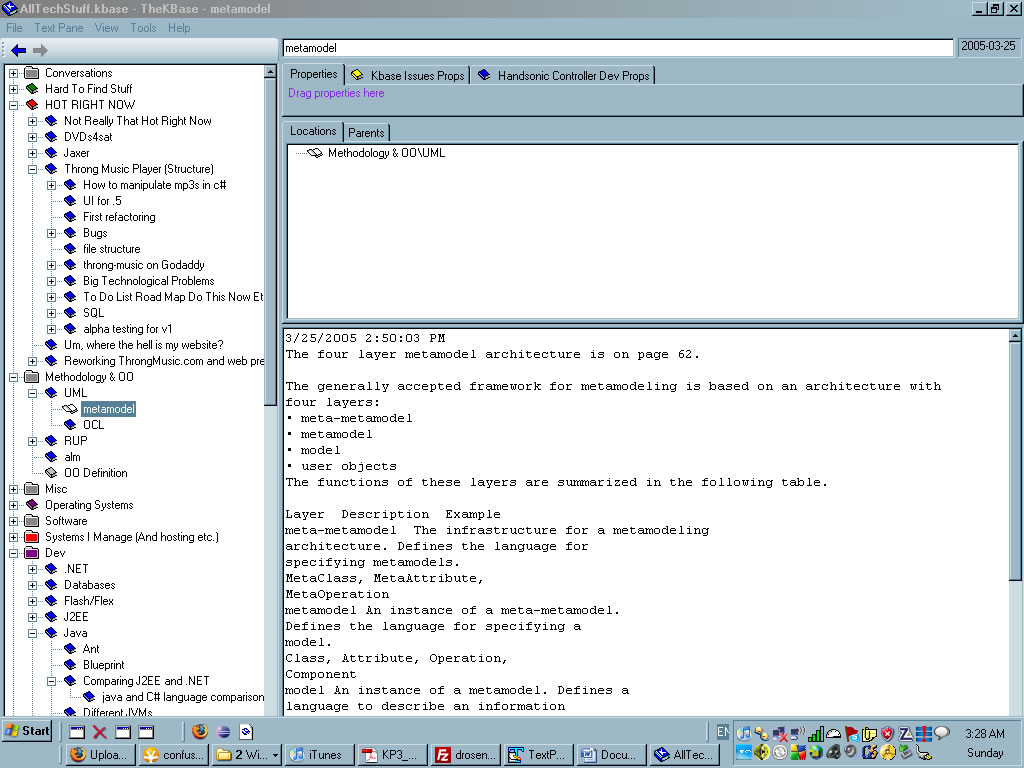 AllTechStuff.kbase - TheKBase - metamodel
File Text Pane View Tools Help
metamodel
2005-03-25
Properties Kbase Issues Props Handsonic Controller Dev Props
Drag properties here
Locations Parents
Methodology & OO\UML
Conversations
Hard To Find Stuff
HOT RIGHT NOW
Not Really That Hot Right Now
DVDs4sat
Jaxer
Throng Music Player (Structure)
How to manipulate mp3s in c#
UI for .5
First refactoring
Bugs
file structure
throng-music on Godaddy
Big Technological Problems
To Do List Road Map Do This Now Et
SQL
alpha testing for v1
Um, where the hell is my website?
Reworking ThrongMusic.com and web pre
Methodology & OO
UML
metamodel
OCL
RUP
alm
OO Definition
Misc
Operating Systems
Software
Systems I Manage (And hosting etc.)
Dev
.NET
Databases
Flash/Flex
J2EE
Java
Ant
Blueprint
Comparing J2EE and .NET
java and C# language comparison
Different JVMs
3/25/2005 2:50:03 PM
The four layer metamodel architecture is on page 62.
The generally accepted framework for metamodeling is based on an architecture with
four layers:
• meta-metamodel
• metamodel
• model
• user objects
The functions of these layers are summarized in the following table.
Layer Description Example
meta-metamodel The infrastructure for a metamodeling
architecture. Defines the language for
specifying metamodels.
MetaClass, MetaAttribute,
MetaOperation
metamodel An instance of a meta-metamodel.
Defines the language for specifying a
model.
Class, Attribute, Operation,
Component
model An instance of a metamodel. Defines a
language to describe an information
Start
EN
3:28 AM
Sunday
Uploa... confus... 2 Wi... iTunes KP3_... drosen... TextP... Docu... AllTec...